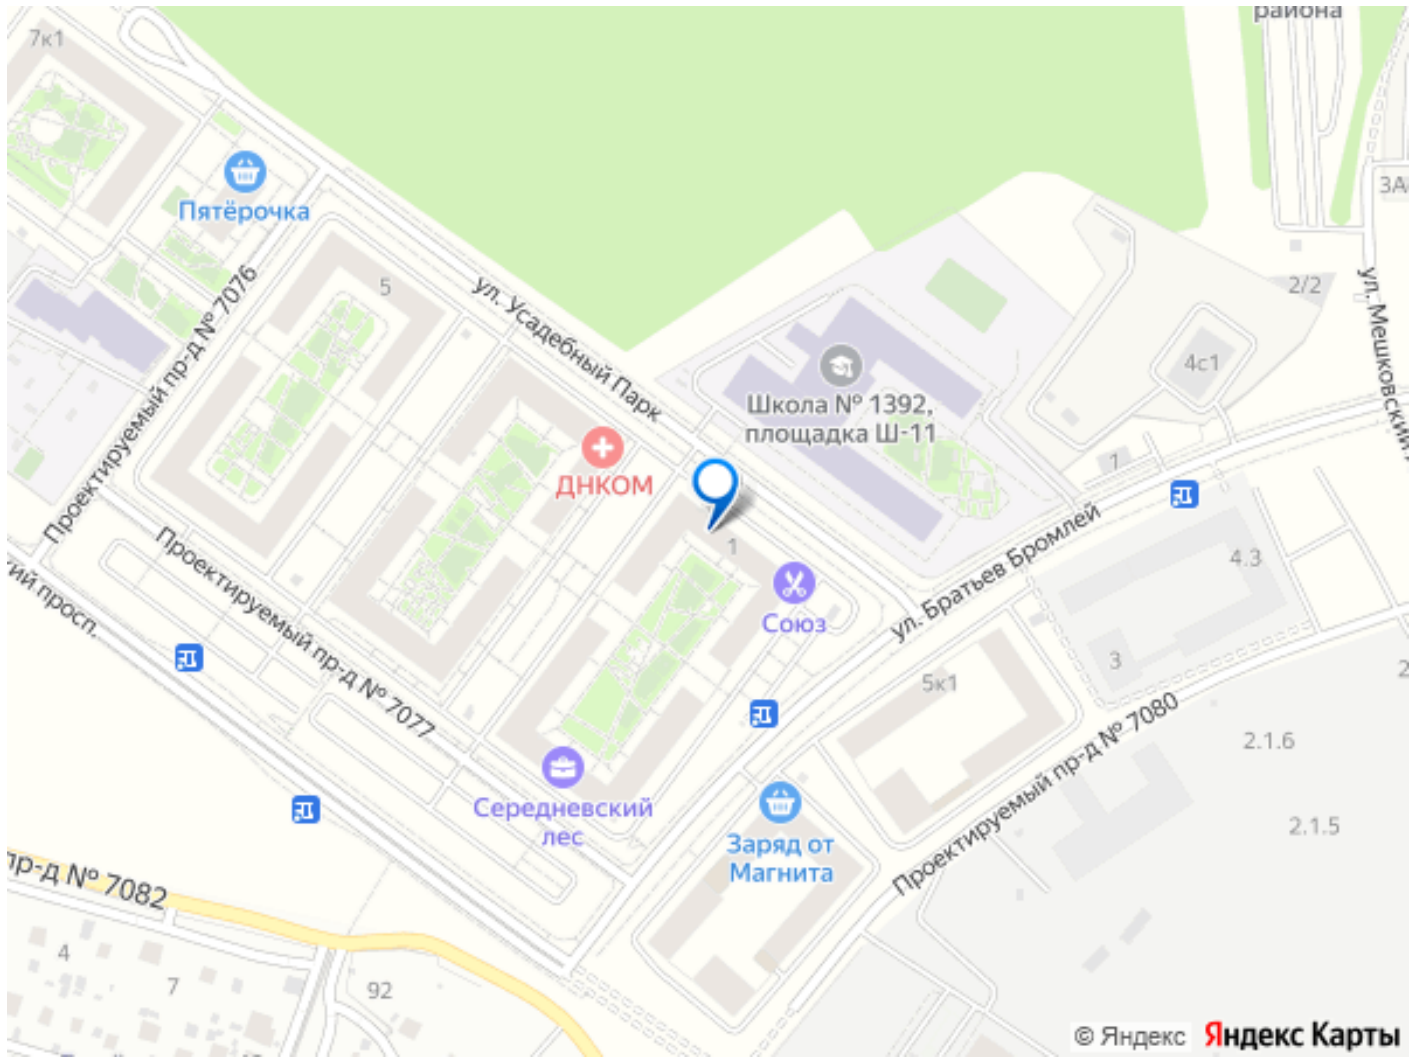 района
7к1
3А
Пятёрочка
ул. Усадебный Парк
5
2/2
Проектируемый пр-д № 7076
ул. Мешковский
4с1
Школа № 1392,
площадка Ш-11
1
ДНКОМ
1
Союз
ул. Братьев Бромлей
4.3
Проектируемый пр-д № 7077
просп.
3
5к1
2
2.1.6
Проектируемый пр-д № 7080
Середневский
лес
Заряд от
Магнита
2.1.5
пр-д № 7082
4
7
92
© Яндекс Яндекс Карты